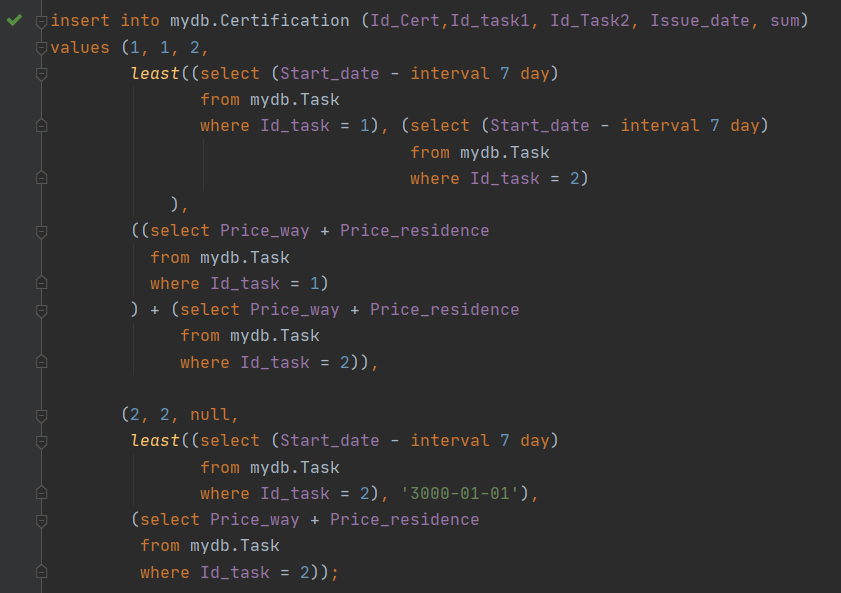 insert into mydb.Certification (Id_Cert,Id_task1, Id_Task2, Issue_date, sum)
values (1, 1, 2,
least((select (Start_date - interval 7 day)
from mydb.Task
where Id_task = 1), (select (Start_date - interval 7 day)
from mydb.Task
where Id_task = 2)
),
((select Price_way + Price_residence
from mydb.Task
where Id_task = 1)
) + (select Price_way + Price_residence
from mydb.Task
where Id_task = 2)),
(2, 2, null,
least((select (Start_date - interval 7 day)
from mydb.Task
where Id_task = 2), '3000-01-01'),
(select Price_way + Price_residence
from mydb.Task
where Id_task = 2));